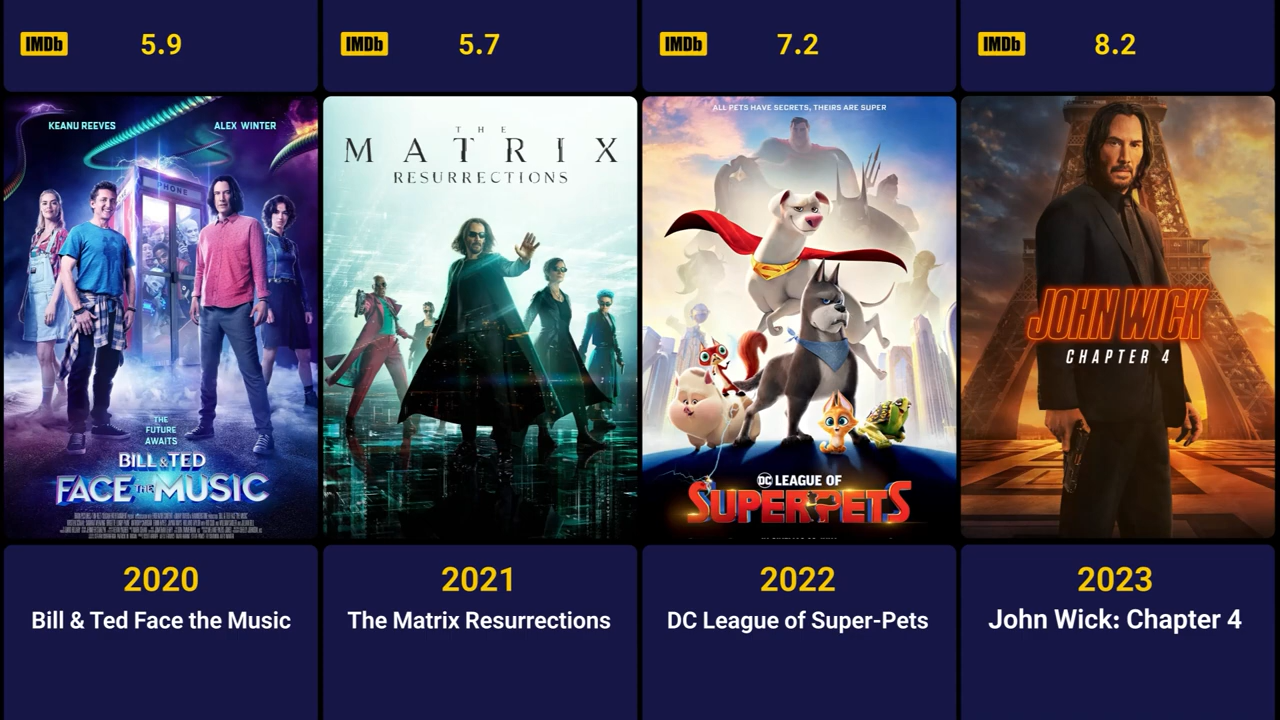 IMDb 5.9
IMDb 5.7
IMDb 7.2
IMDb 8.2
KEANU REEVES ALEX WINTER
PHONE
THE
FUTURE
AWAITS
BILL & TED
FACE THE MUSIC
THE
MATRIX
RESURRECTIONS
ALL PETS HAVE SECRETS, THEIRS ARE SUPER
DC LEAGUE OF
SUPER-PETS
JOHN WICK
CHAPTER 4
2020
Bill & Ted Face the Music
2021
The Matrix Resurrections
2022
DC League of Super-Pets
2023
John Wick: Chapter 4